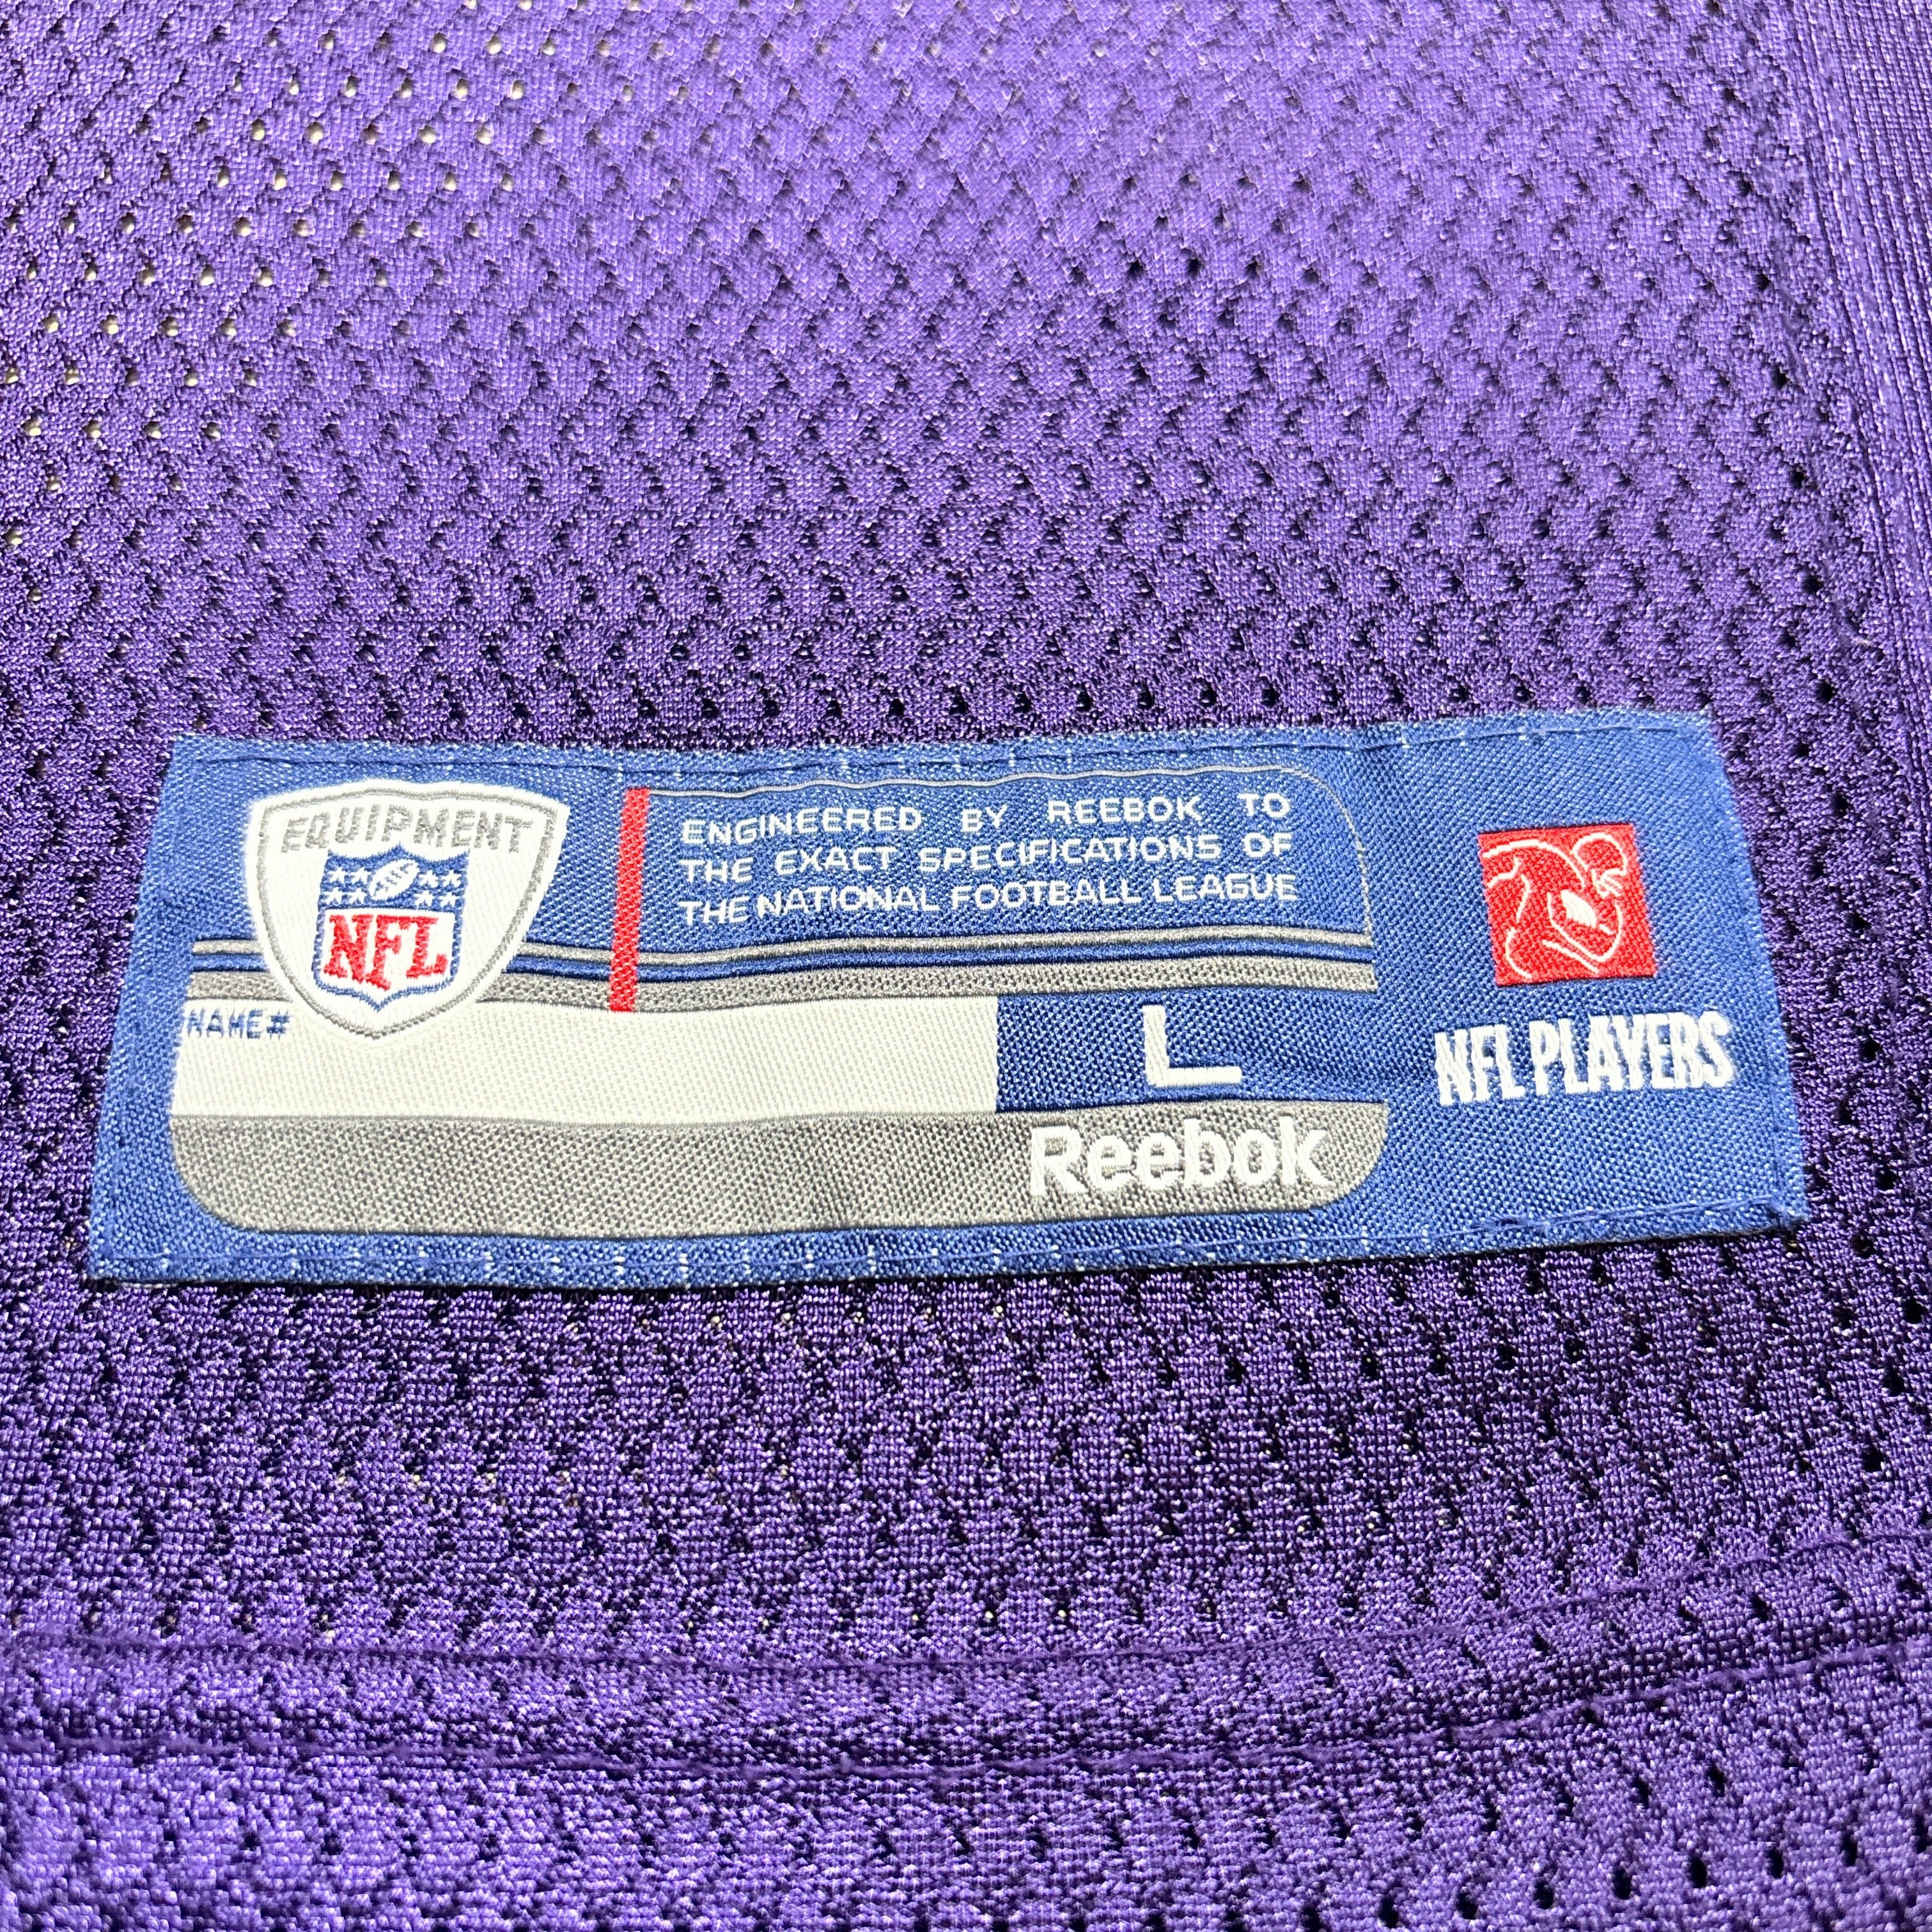 EQUIPMENT
NFL
ENGINEERED BY REEBOK TO
THE EXACT SPECIFICATIONS OF
THE NATIONAL FOOTBALL LEAGUE
NAME#
L
Reebok
NFL PLAYERS